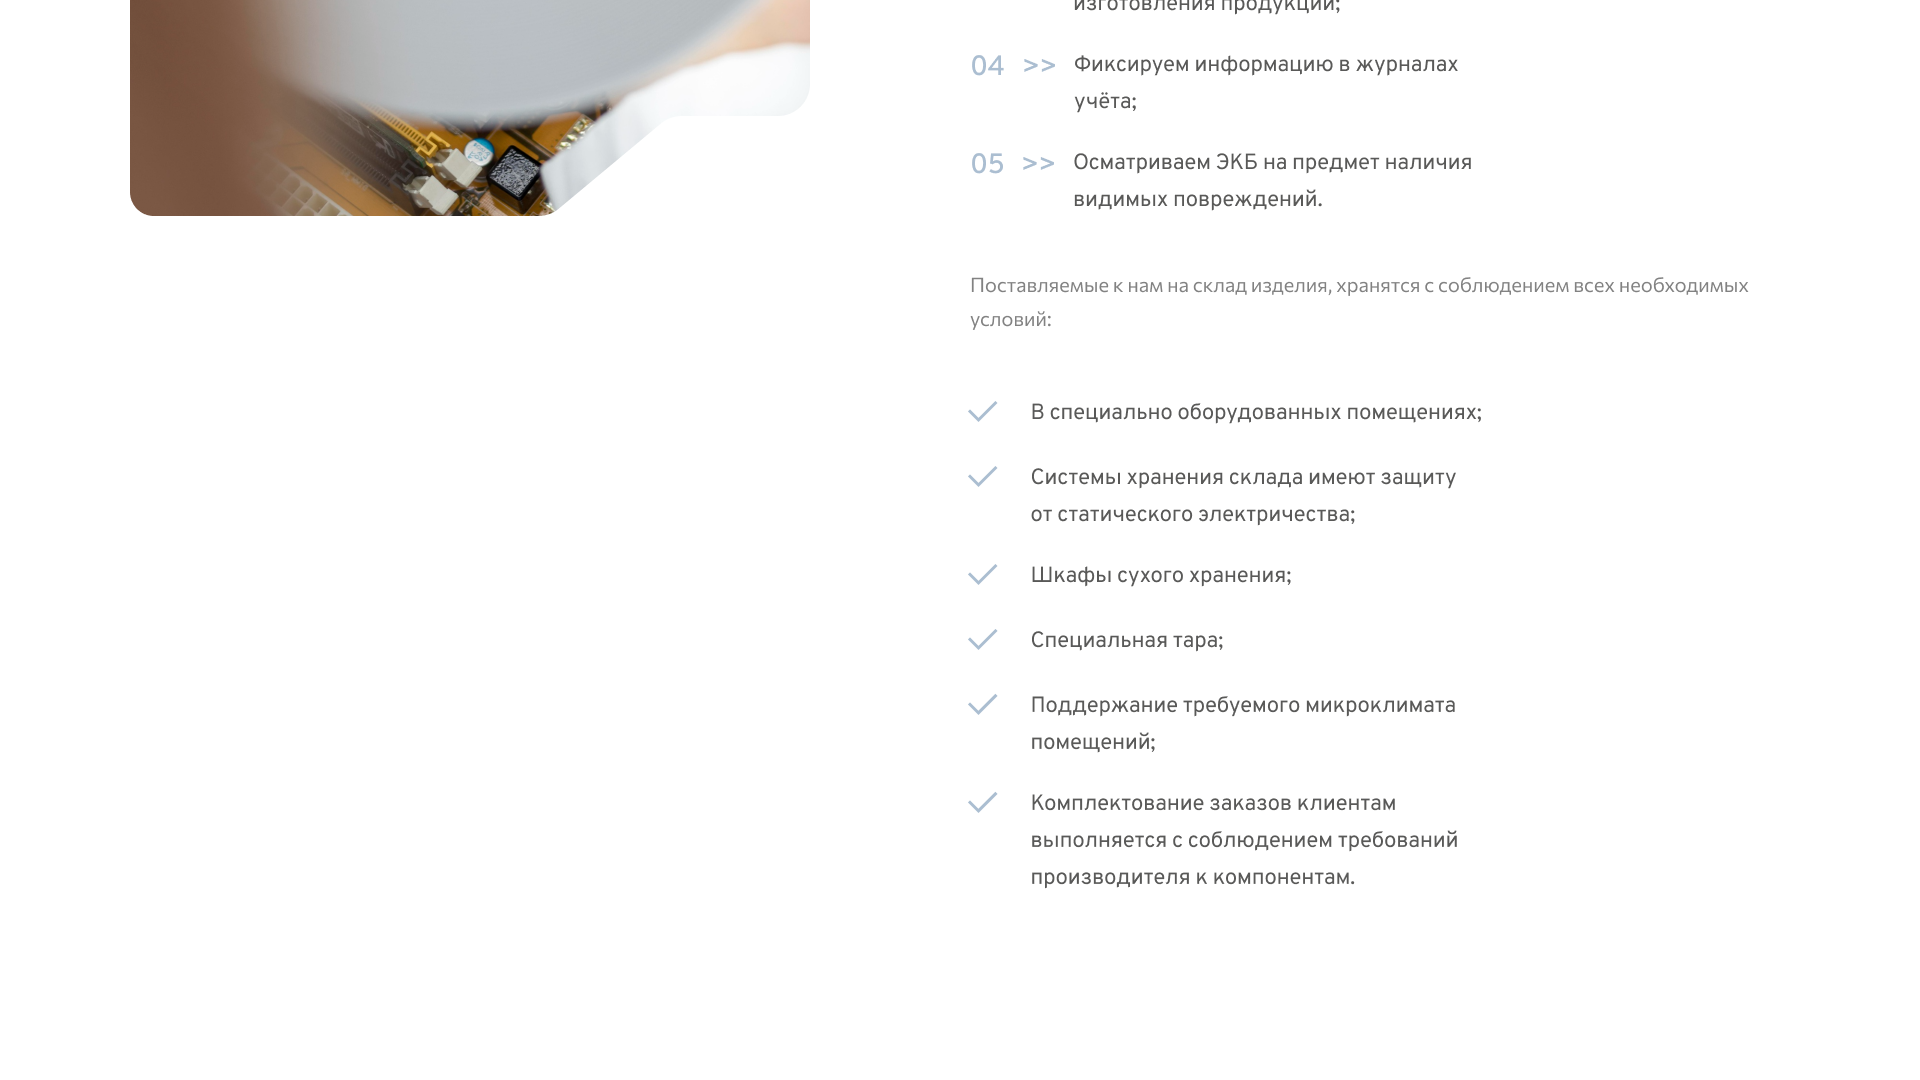 изготовления продукции;
04 >> Фиксируем информацию в журналах
учёта;
05 >> Осматриваем ЭКБ на предмет наличия
видимых повреждений.
Поставляемые к нам на склад изделия, хранятся с соблюдением всех необходимых
условий:
В специально оборудованных помещениях;
Системы хранения склада имеют защиту
от статического электричества;
Шкафы сухого хранения;
Специальная тара;
Поддержание требуемого микроклимата
помещений;
Комплектование заказов клиентам
выполняется с соблюдением требований
производителя к компонентам.